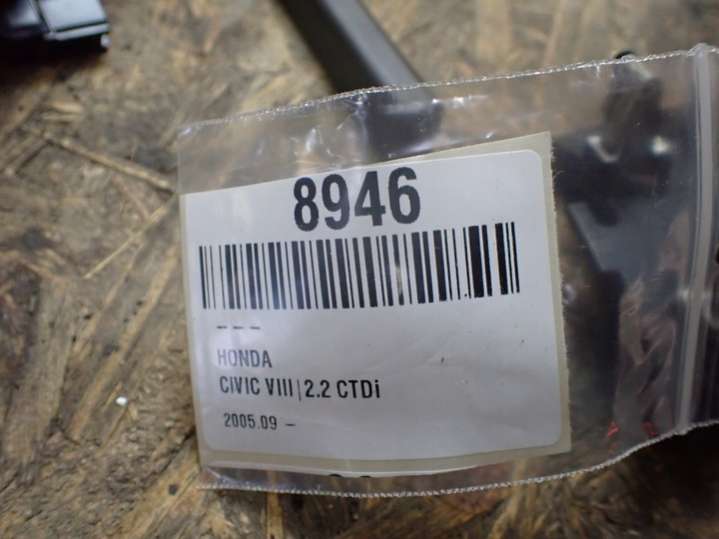 8946
- - -
HONDA
CIVIC VIII | 2.2 CTDi
2005.09 -